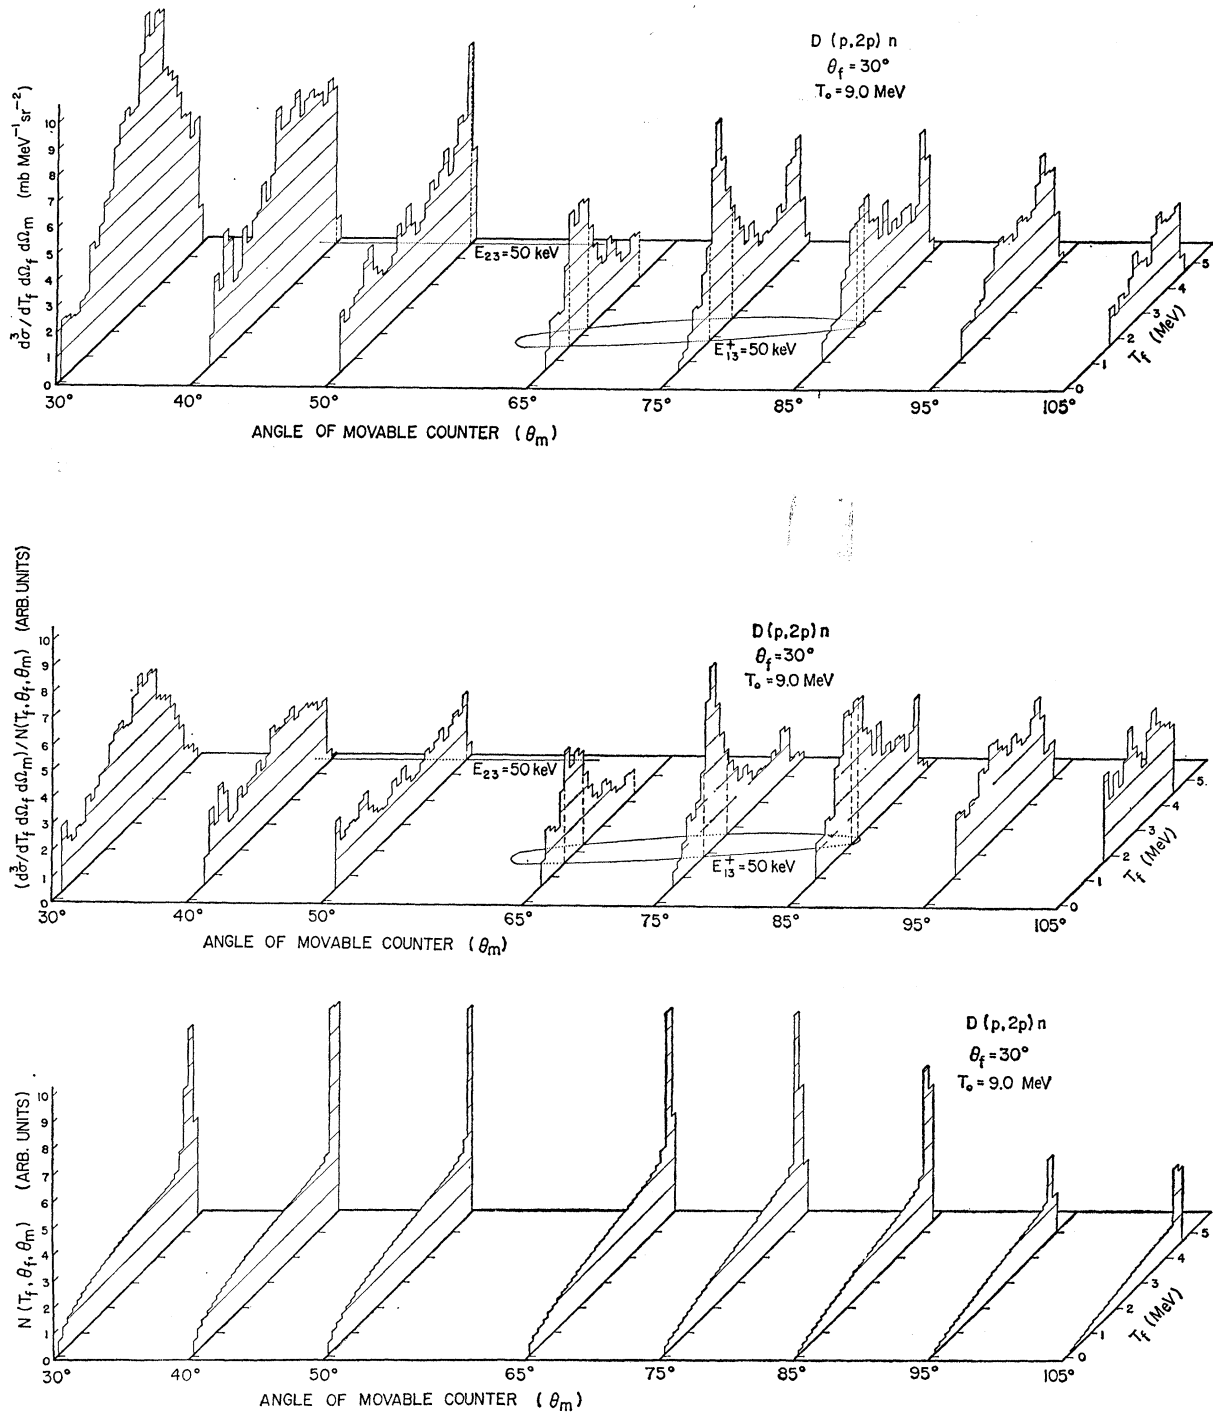 D (p,2p) n
θf = 30°
T₀ = 9.0 MeV
d³σ/dTf dΩf dΩm (mb MeV⁻¹sr⁻²)
10
9
8
7
6
5
4
3
2
1
0
E₂₃=50 keV
E₁₃⁺=50 keV
5
4
3
2
1
0
Tf (MeV)
30° 40° 50° 65° 75° 85° 95° 105°
ANGLE OF MOVABLE COUNTER (θm)
D(p,2p)n
θf = 30°
T₀ = 9.0 MeV
(d³σ/dTf dΩf dΩm)/N(Tf,θf,θm) (ARB. UNITS)
10
9
8
7
6
5
4
3
2
1
0
E₂₃=50 keV
E₁₃⁺=50 keV
5
4
3
2
1
0
Tf (MeV)
30° 40° 50° 65° 75° 85° 95° 105°
ANGLE OF MOVABLE COUNTER (θm)
D(p,2p)n
θf = 30°
T₀ = 9.0 MeV
N(Tf,θf,θm) (ARB. UNITS)
10
9
8
7
6
5
4
3
2
1
0
5
4
3
2
1
0
Tf (MeV)
30° 40° 50° 65° 75° 85° 95° 105°
ANGLE OF MOVABLE COUNTER (θm)